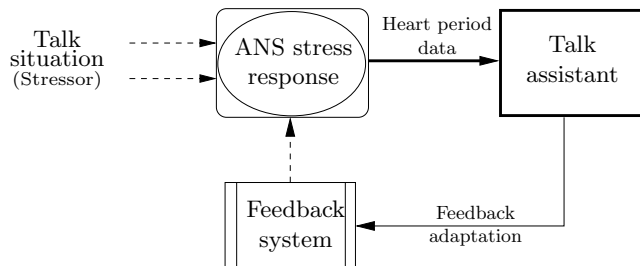 Talk
situation
(Stressor)
ANS stress
response
Heart period
data
Talk
assistant
Feedback
system
Feedback
adaptation